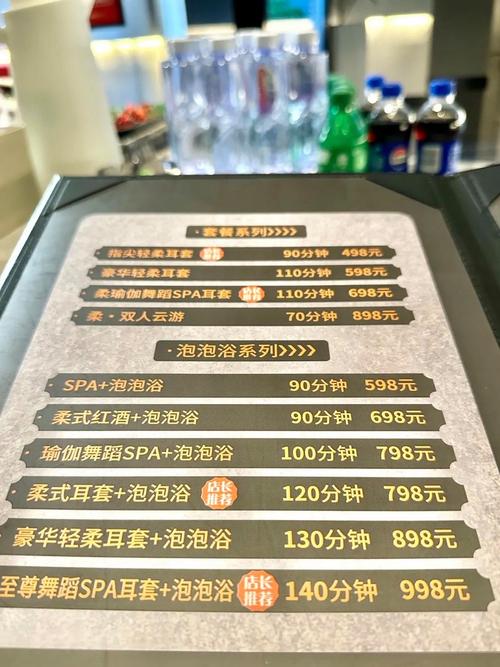 套餐系列>>>>
指尖轻柔耳套 店长推荐 90分钟 498元
豪华轻柔耳套 110分钟 598元
柔瑜伽舞蹈SPA耳套 店长推荐 110分钟 698元
柔·双人云游 70分钟 898元
泡泡浴系列>>>>
SPA+泡泡浴 90分钟 598元
柔式红酒+泡泡浴 90分钟 698元
瑜伽舞蹈SPA+泡泡浴 100分钟 798元
柔式耳套+泡泡浴 店长推荐 120分钟 798元
豪华轻柔耳套+泡泡浴 130分钟 898元
至尊舞蹈SPA耳套+泡泡浴 店长推荐 140分钟 998元